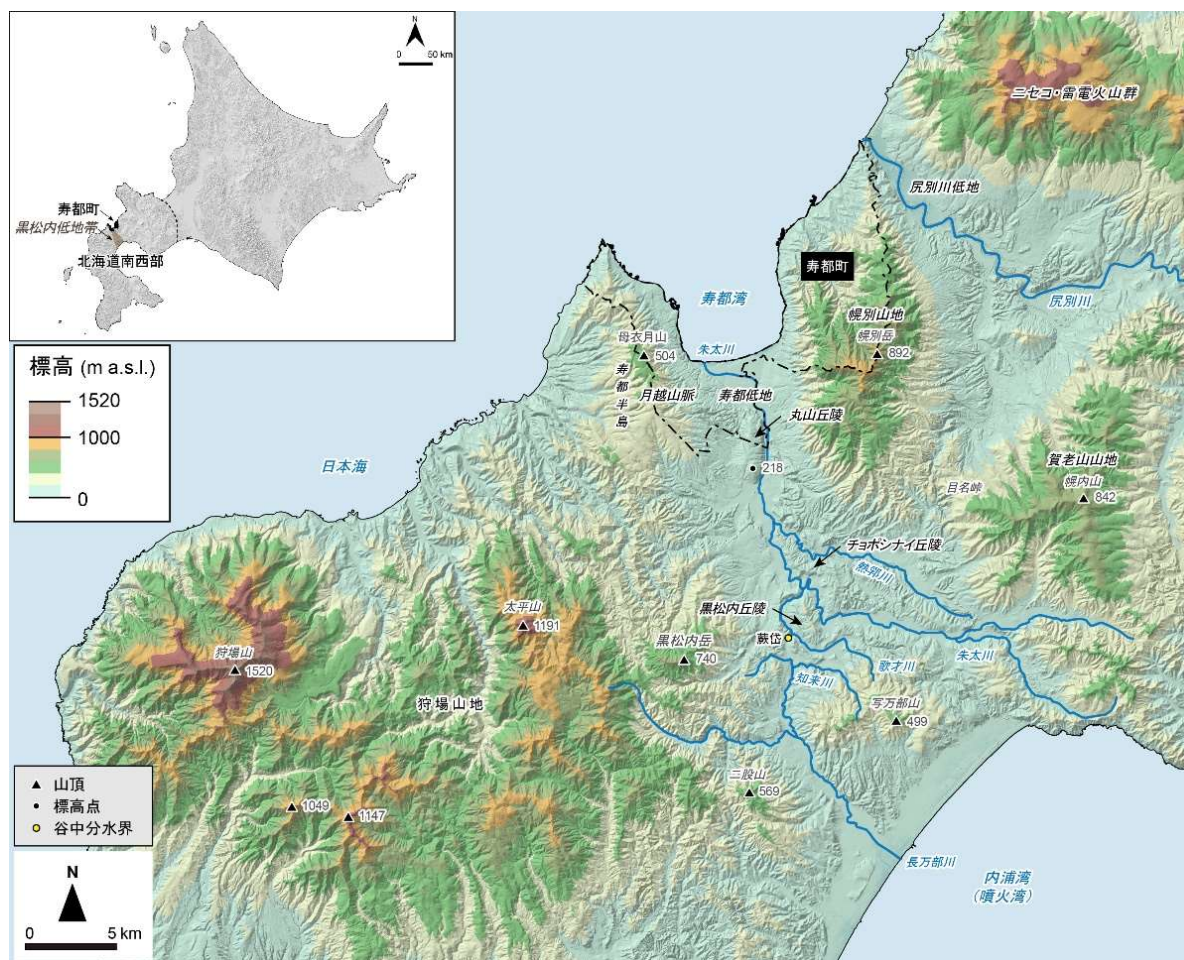 N
0 50 km
寿都町
黒松内低地帯
北海道南西部
標高 (m a.s.l.)
1520
1000
0
ニセコ・雷電火山群
尻別川低地
尻別川
寿都町
寿都湾
幌別山地
幌別岳
892
母衣月山
504
朱太川
寿都半島
月越山脈
寿都低地
丸山丘陵
218
日本海
賀老山山地
幌内山
842
目名峠
チョポシナイ丘陵
熱郛川
太平山
1191
黒松内丘陵
蕨岱
黒松内岳
740
歌才川
朱太川
知来川
狩場山
1520
狩場山地
写万部山
499
二股山
569
1049
1147
長万部川
内浦湾
(噴火湾)
山頂
標高点
谷中分水界
N
0 5 km